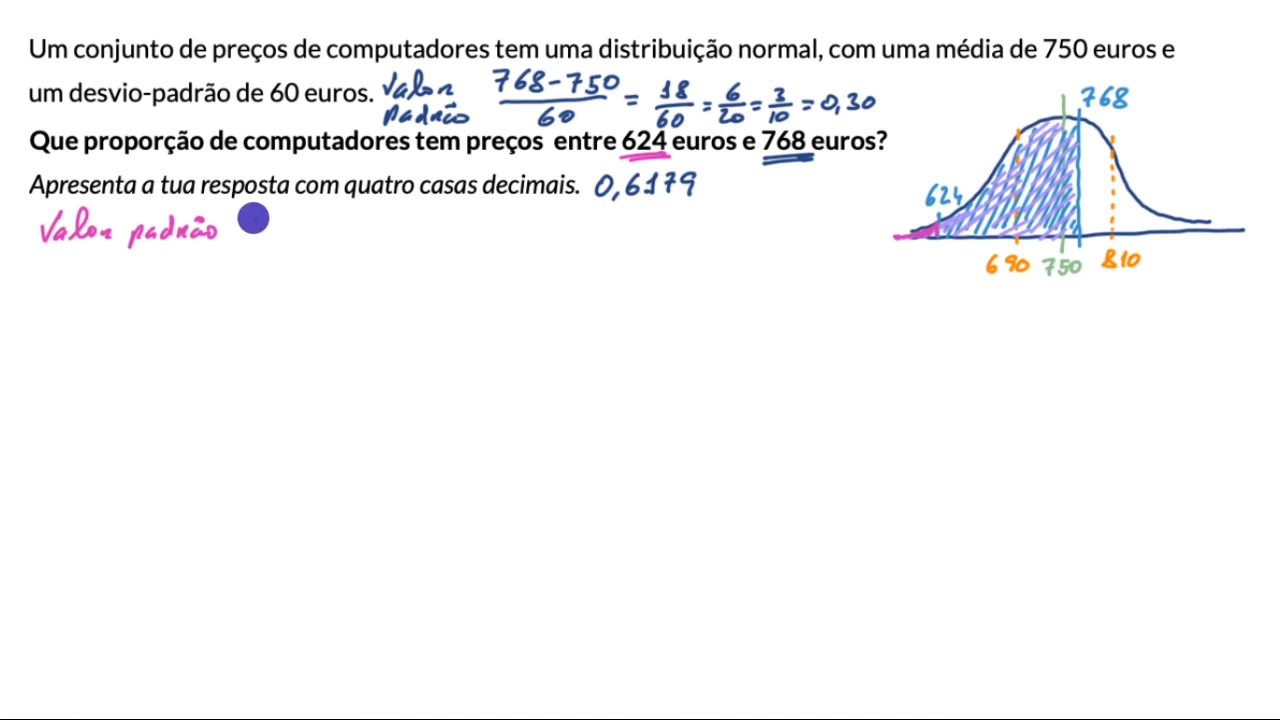 Um conjunto de preços de computadores tem uma distribuição normal, com uma média de 750 euros e
um desvio-padrão de 60 euros. Valor padrão 768-750/60 = 18/60 = 6/20 = 3/10 = 0,30
Que proporção de computadores tem preços entre 624 euros e 768 euros?
Apresenta a tua resposta com quatro casas decimais. 0,6179
Valor padrão
768
624
690 750 810